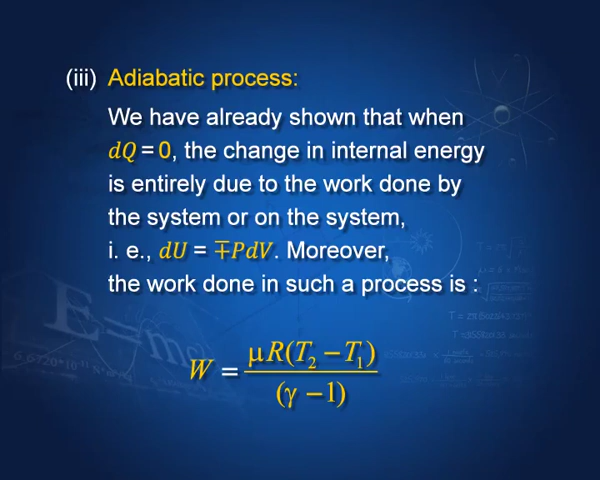 (iii) Adiabatic process:
We have already shown that when
dQ = 0, the change in internal energy
is entirely due to the work done by
the system or on the system,
i. e., dU = ∓PdV. Moreover,
the work done in such a process is :
W = μR(T₂ − T₁) / (γ − 1)
E=mc